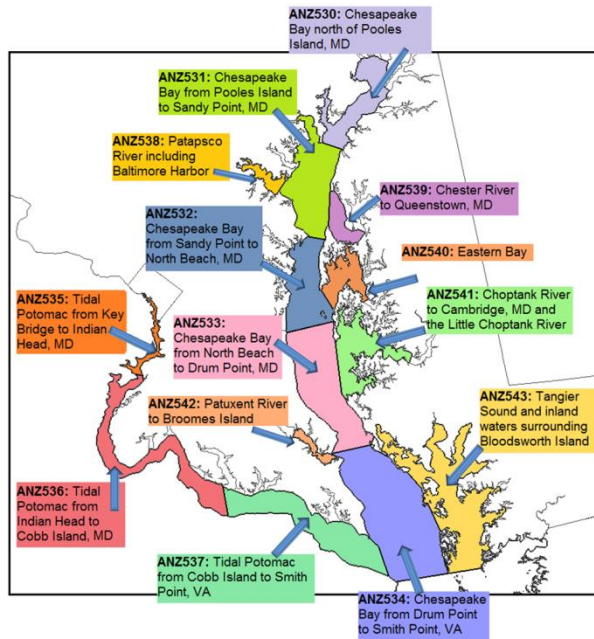 ANZ530: Chesapeake
Bay north of Pooles
Island, MD
ANZ531: Chesapeake
Bay from Pooles Island
to Sandy Point, MD
ANZ538: Patapsco
River including
Baltimore Harbor
ANZ539: Chester River
to Queenstown, MD
ANZ532:
Chesapeake Bay
from Sandy Point to
North Beach, MD
ANZ540: Eastern Bay
ANZ541: Choptank River
to Cambridge, MD and
the Little Choptank River
ANZ535: Tidal
Potomac from Key
Bridge to Indian
Head, MD
ANZ533:
Chesapeake Bay
from North Beach
to Drum Point, MD
ANZ543: Tangier
Sound and inland
waters surrounding
Bloodsworth Island
ANZ542: Patuxent River
to Broomes Island
ANZ536: Tidal
Potomac from
Indian Head to
Cobb Island, MD
ANZ537: Tidal Potomac
from Cobb Island to Smith
Point, VA
ANZ534: Chesapeake
Bay from Drum Point
to Smith Point, VA